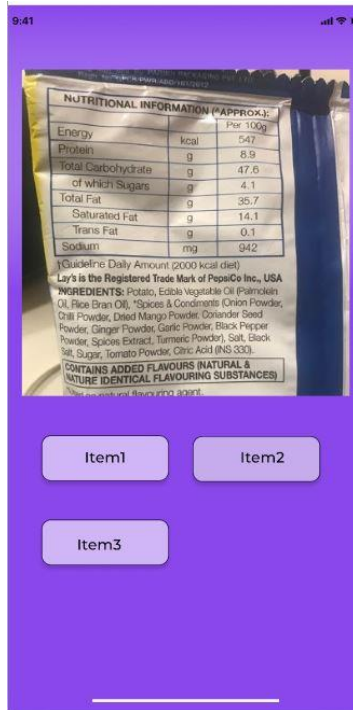 9:41
NUTRITIONAL INFORMATION (^APPROX.):
Per 100g
Energy kcal 547
Protein g 8.9
Total Carbohydrate g 47.6
of which Sugars g 4.1
Total Fat g 35.7
Saturated Fat g 14.1
Trans Fat g 0.1
Sodium mg 942
†Guideline Daily Amount (2000 kcal diet)
Lay's is the Registered Trade Mark of PepsiCo Inc., USA
INGREDIENTS: Potato, Edible Vegetable Oil (Palmolein
Oil, Rice Bran Oil), *Spices & Condiments (Onion Powder,
Chilli Powder, Dried Mango Powder, Coriander Seed
Powder, Ginger Powder, Garlic Powder, Black Pepper
Powder, Spices Extract, Turmeric Powder), Salt, Black
Salt, Sugar, Tomato Powder, Citric Acid (INS 330).
CONTAINS ADDED FLAVOURS (NATURAL &
NATURE IDENTICAL FLAVOURING SUBSTANCES)
natural flavouring agent.
Item1
Item2
Item3